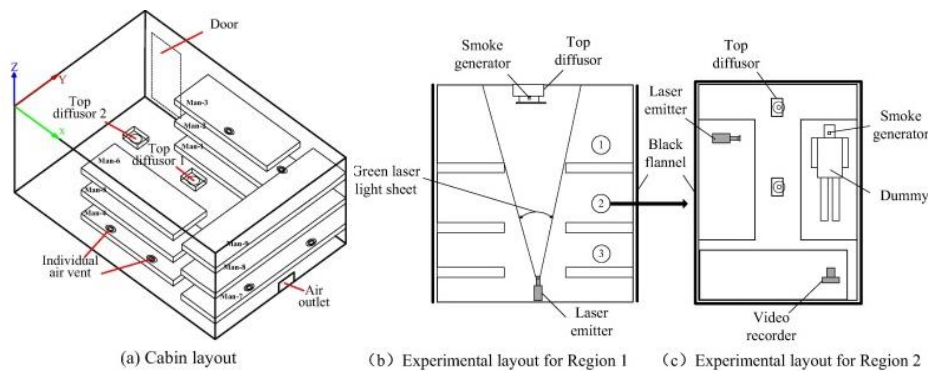 Door
Z
Y
X
Top
diffusor 2
Man-3
Man-2
Man-1
Top
diffusor 1
Man-6
Man-4
Man-9
Man-8
Man-7
Individual
air vent
Air
outlet
(a) Cabin layout
Smoke
generator
Top
diffusor
Green laser
light sheet
1
2
3
Black
flannel
Laser
emitter
(b) Experimental layout for Region 1
Top
diffusor
Laser
emitter
Smoke
generator
Dummy
Video
recorder
(c) Experimental layout for Region 2